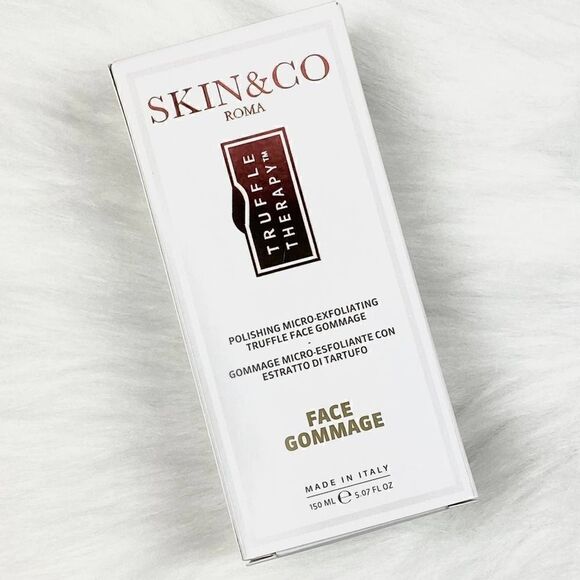 SKIN&CO
ROMA
TRUFFLE
THERAPY™
POLISHING MICRO-EXFOLIATING
TRUFFLE FACE GOMMAGE
-
GOMMAGE MICRO-ESFOLIANTE CON
ESTRATTO DI TARTUFO
FACE
GOMMAGE
MADE IN ITALY
150 ML ℮ 5.07 FL OZ